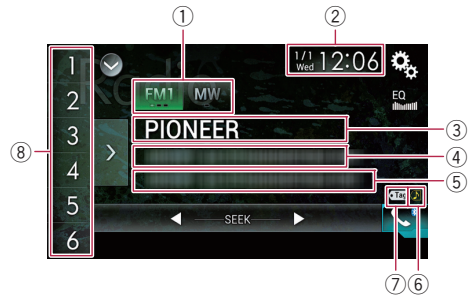 ① ②
1/1 Wed 12:06
1
2
3
4
5
6
FM1 MW
EQ
PIONEER
③
④
⑤
⑧
Tag
SEEK
⑦ ⑥